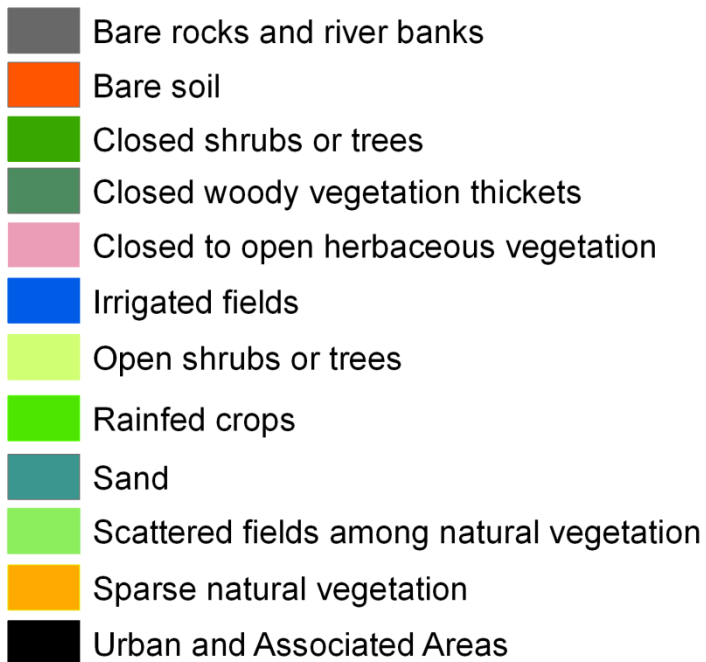 Bare rocks and river banks
Bare soil
Closed shrubs or trees
Closed woody vegetation thickets
Closed to open herbaceous vegetation
Irrigated fields
Open shrubs or trees
Rainfed crops
Sand
Scattered fields among natural vegetation
Sparse natural vegetation
Urban and Associated Areas